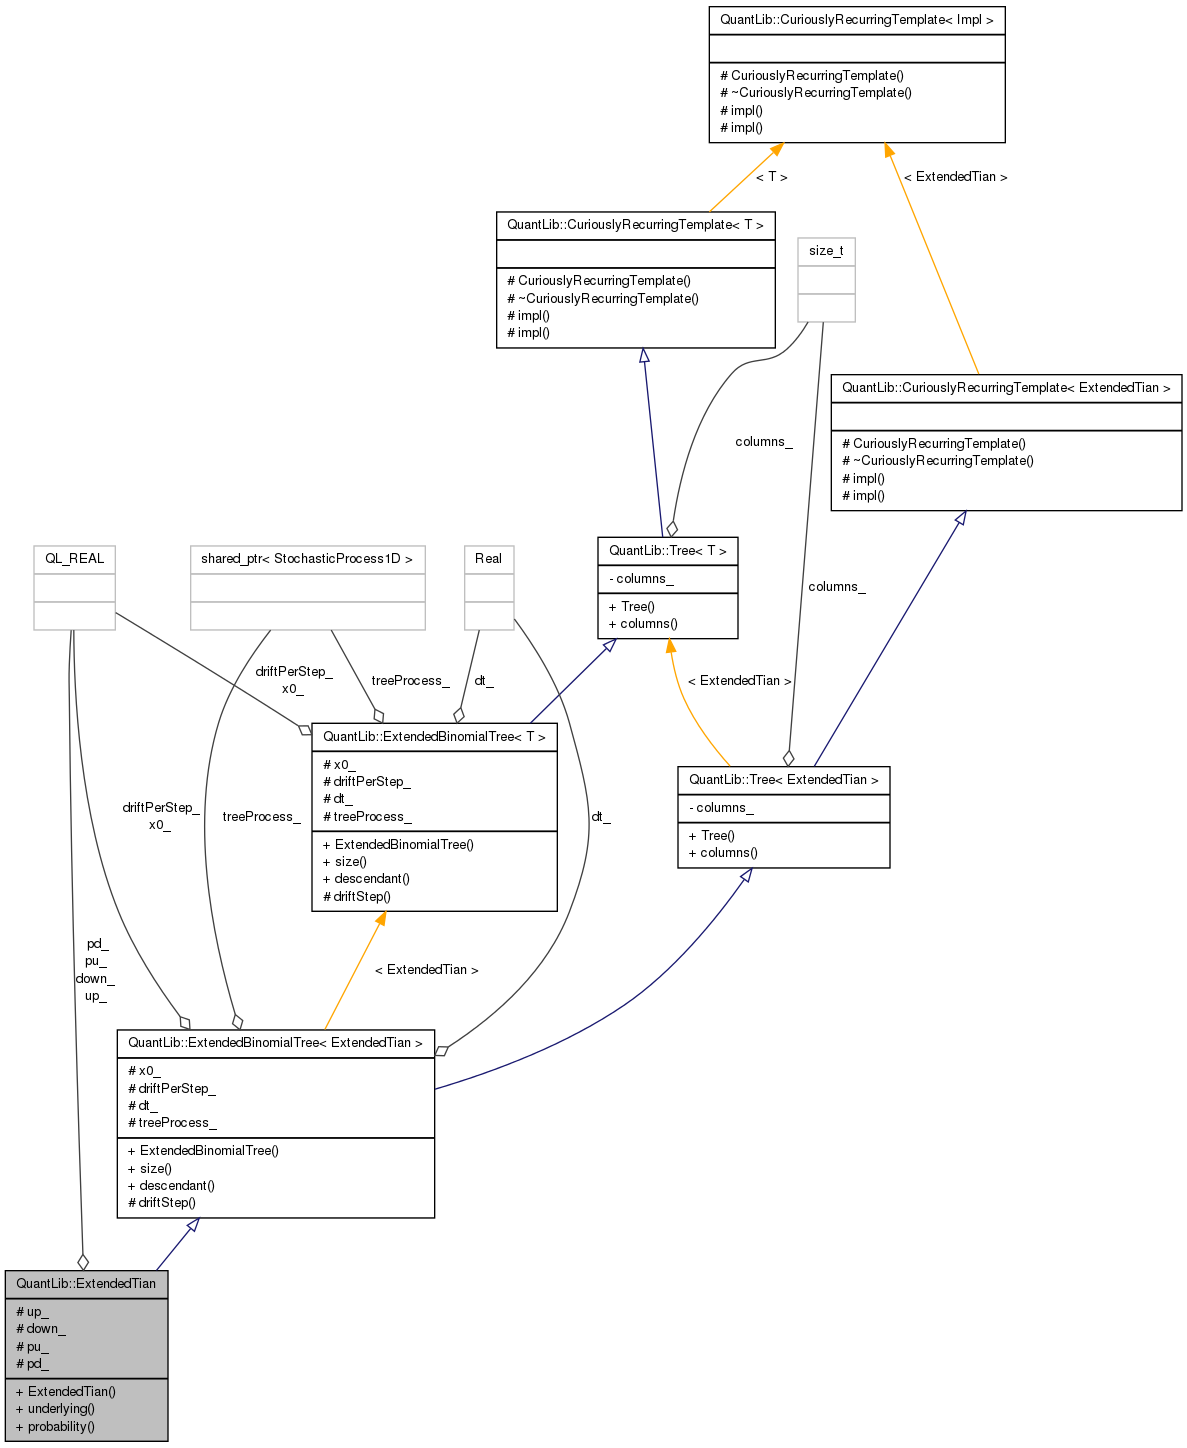 QuantLib::CuriouslyRecurringTemplate< Impl >
# CuriouslyRecurringTemplate()
# ~CuriouslyRecurringTemplate()
# impl()
# impl()
< T >
< ExtendedTian >
QuantLib::CuriouslyRecurringTemplate< T >
# CuriouslyRecurringTemplate()
# ~CuriouslyRecurringTemplate()
# impl()
# impl()
size_t
QuantLib::CuriouslyRecurringTemplate< ExtendedTian >
# CuriouslyRecurringTemplate()
# ~CuriouslyRecurringTemplate()
# impl()
# impl()
columns_
QuantLib::Tree< T >
- columns_
+ Tree()
+ columns()
QL_REAL
shared_ptr< StochasticProcess1D >
Real
columns_
driftPerStep_
x0_
treeProcess_
dt_
< ExtendedTian >
QuantLib::ExtendedBinomialTree< T >
# x0_
# driftPerStep_
# dt_
# treeProcess_
+ ExtendedBinomialTree()
+ size()
+ descendant()
# driftStep()
QuantLib::Tree< ExtendedTian >
- columns_
+ Tree()
+ columns()
driftPerStep_
x0_
treeProcess_
dt_
pd_
pu_
down_
up_
< ExtendedTian >
QuantLib::ExtendedBinomialTree< ExtendedTian >
# x0_
# driftPerStep_
# dt_
# treeProcess_
+ ExtendedBinomialTree()
+ size()
+ descendant()
# driftStep()
QuantLib::ExtendedTian
# up_
# down_
# pu_
# pd_
+ ExtendedTian()
+ underlying()
+ probability()